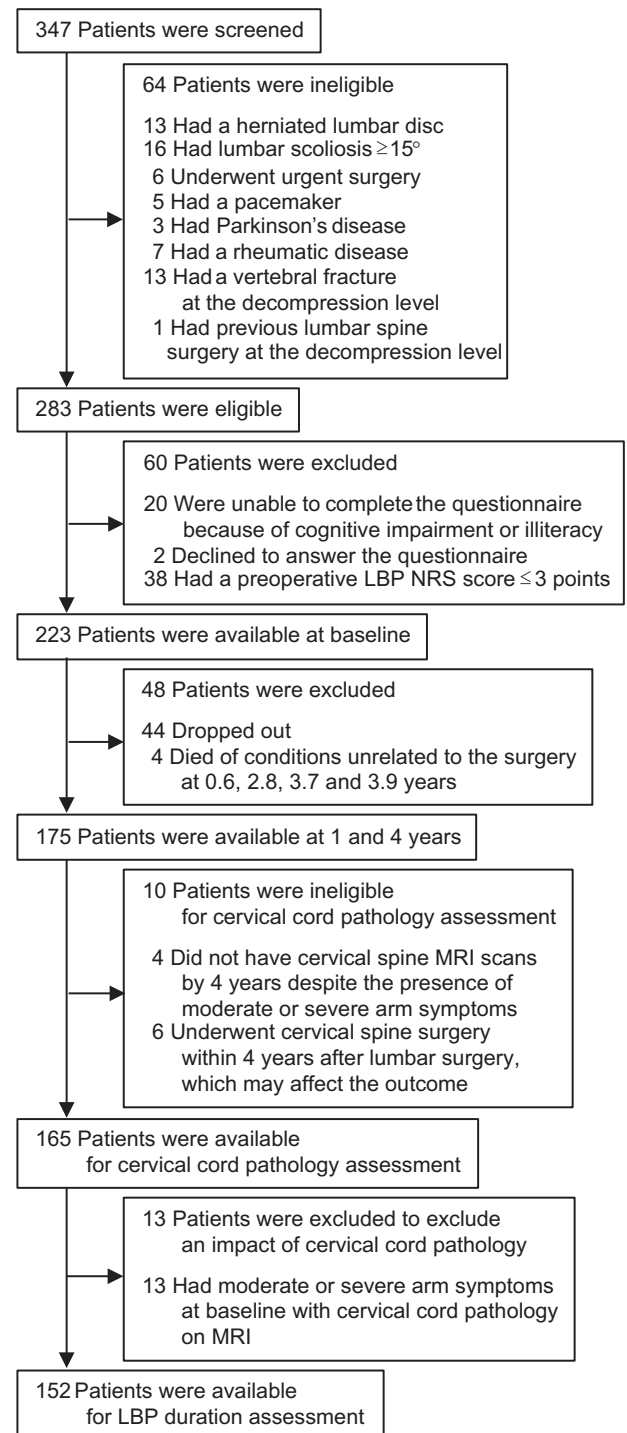 347 Patients were screened
64 Patients were ineligible
13 Had a herniated lumbar disc
16 Had lumbar scoliosis ≥15°
6 Underwent urgent surgery
5 Had a pacemaker
3 Had Parkinson's disease
7 Had a rheumatic disease
13 Had a vertebral fracture
at the decompression level
1 Had previous lumbar spine
surgery at the decompression level
283 Patients were eligible
60 Patients were excluded
20 Were unable to complete the questionnaire
because of cognitive impairment or illiteracy
2 Declined to answer the questionnaire
38 Had a preoperative LBP NRS score ≤3 points
223 Patients were available at baseline
48 Patients were excluded
44 Dropped out
4 Died of conditions unrelated to the surgery
at 0.6, 2.8, 3.7 and 3.9 years
175 Patients were available at 1 and 4 years
10 Patients were ineligible
for cervical cord pathology assessment
4 Did not have cervical spine MRI scans
by 4 years despite the presence of
moderate or severe arm symptoms
6 Underwent cervical spine surgery
within 4 years after lumbar surgery,
which may affect the outcome
165 Patients were available
for cervical cord pathology assessment
13 Patients were excluded to exclude
an impact of cervical cord pathology
13 Had moderate or severe arm symptoms
at baseline with cervical cord pathology
on MRI
152 Patients were available
for LBP duration assessment